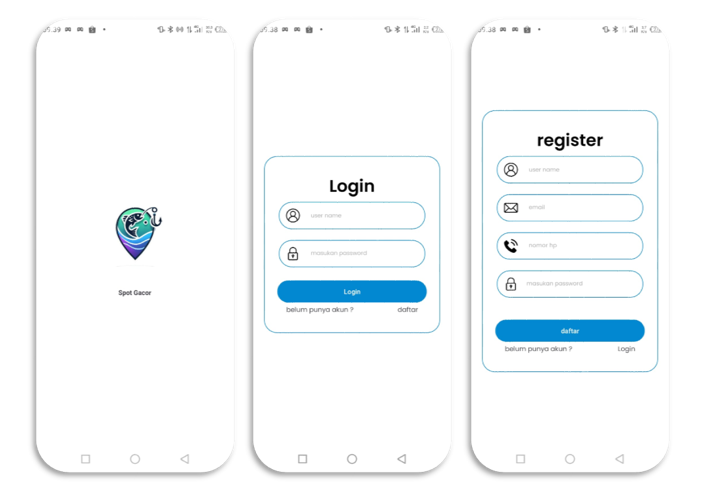 Spot Gacor
Login
user name
masukan password
Login
belum punya akun ? daftar
register
user name
email
nomor hp
masukan password
daftar
belum punya akun ? Login